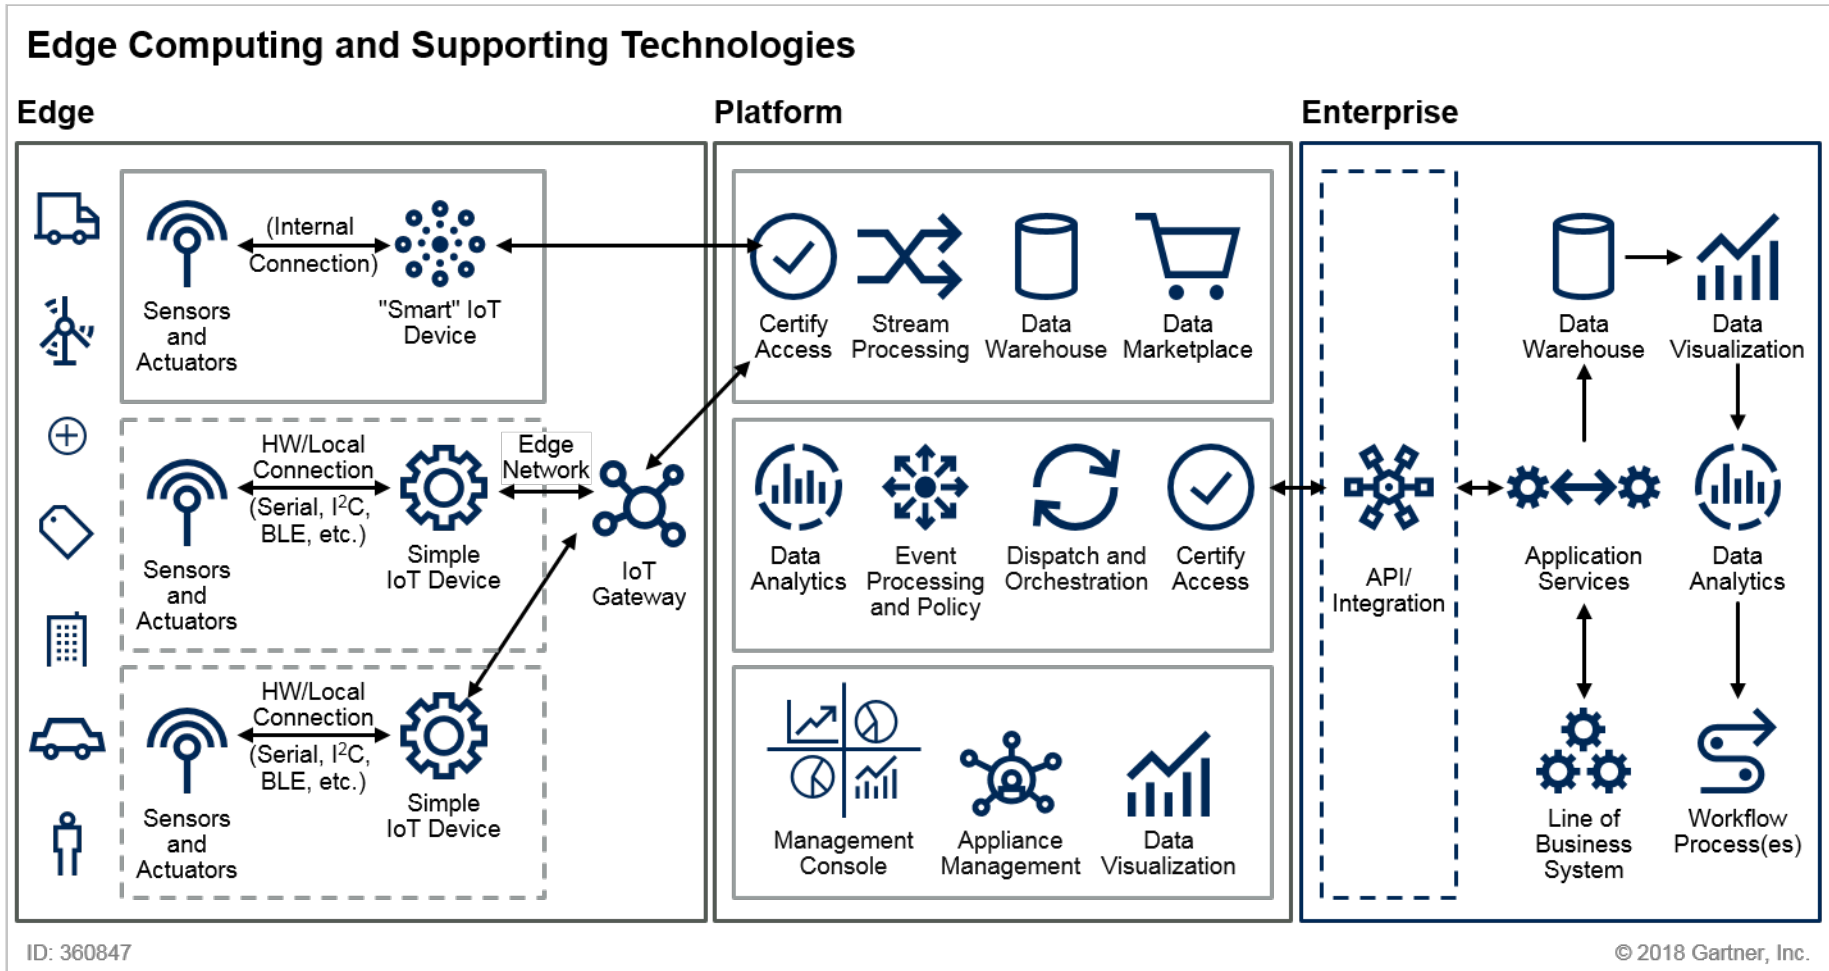 Edge Computing and Supporting Technologies
Edge
(Internal
Connection)
Sensors
and
Actuators
"Smart" IoT
Device
HW/Local
Connection
(Serial, I²C,
BLE, etc.)
Sensors
and
Actuators
Simple
IoT Device
Edge
Network
IoT
Gateway
HW/Local
Connection
(Serial, I²C,
BLE, etc.)
Sensors
and
Actuators
Simple
IoT Device
Platform
Certify
Access
Stream
Processing
Data
Warehouse
Data
Marketplace
Data
Analytics
Event
Processing
and Policy
Dispatch and
Orchestration
Certify
Access
Management
Console
Appliance
Management
Data
Visualization
Enterprise
API/
Integration
Data
Warehouse
Data
Visualization
Application
Services
Data
Analytics
Line of
Business
System
Workflow
Process(es)
ID: 360847
© 2018 Gartner, Inc.